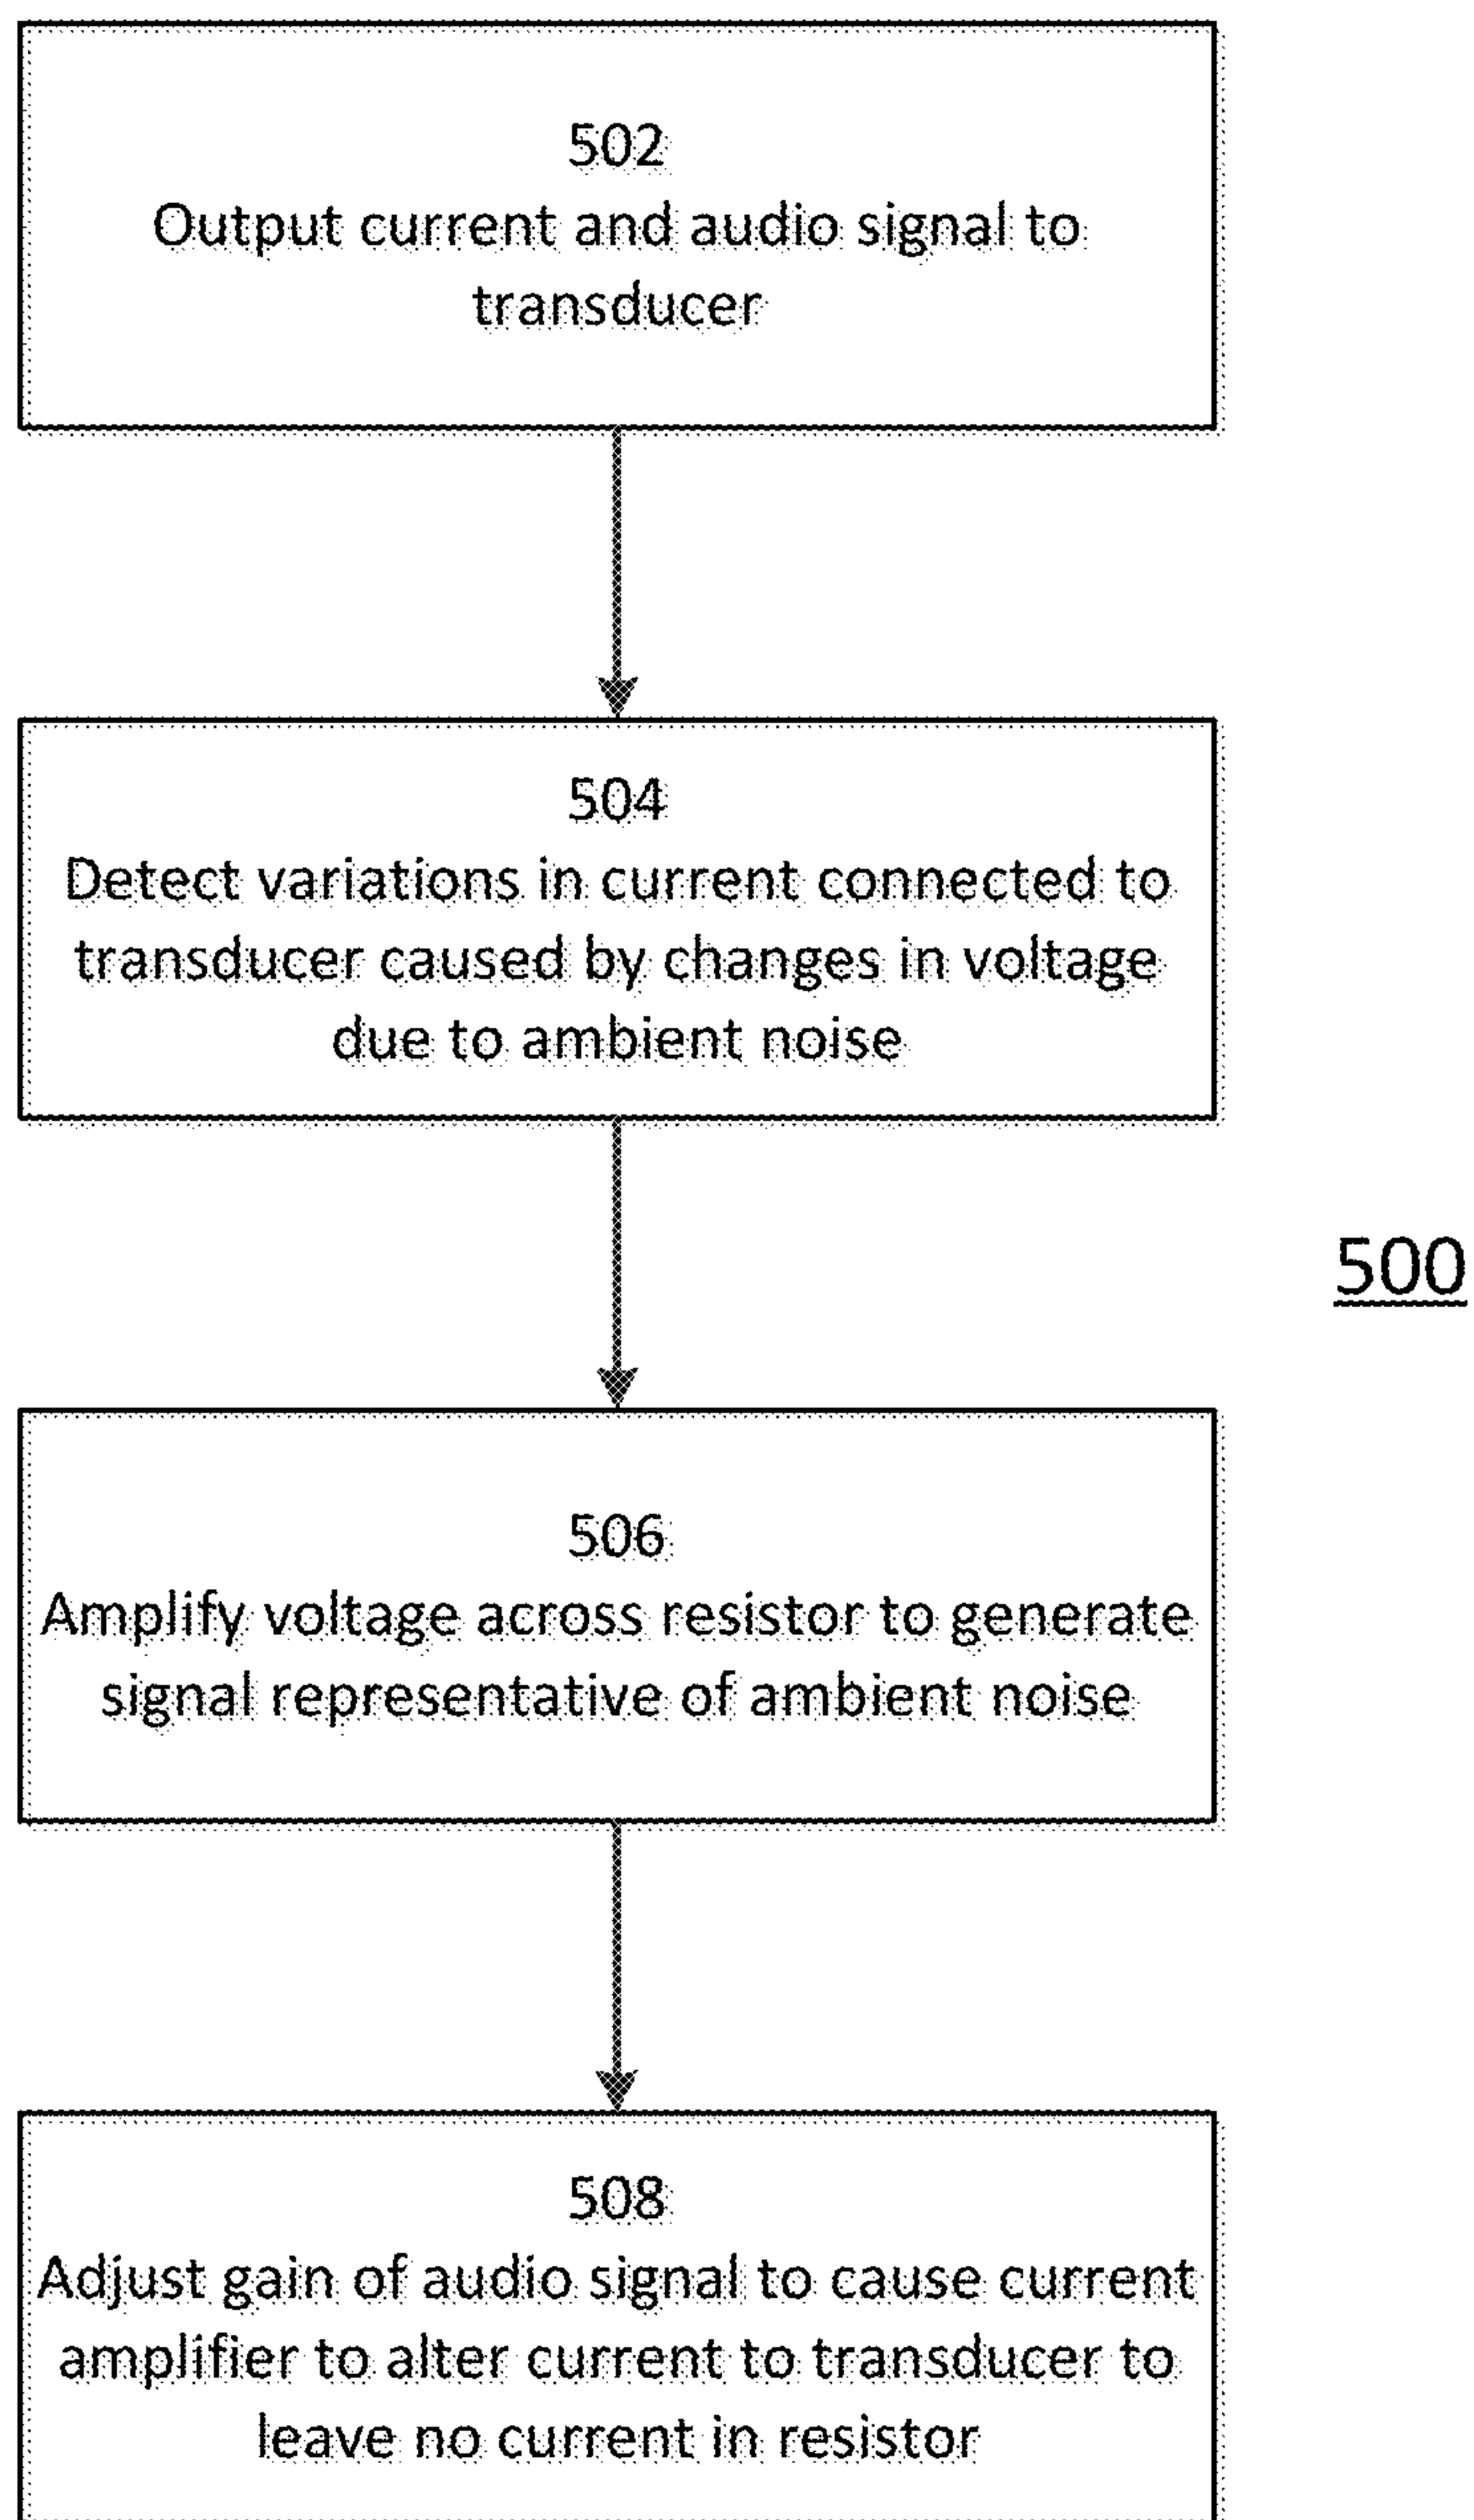 502
Output current and audio signal to
transducer
504
Detect variations in current connected to
transducer caused by changes in voltage
due to ambient noise
500
506
Amplify voltage across resistor to generate
signal representative of ambient noise
508
Adjust gain of audio signal to cause current
amplifier to alter current to transducer to
leave no current in resistor